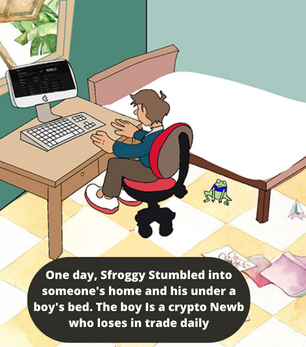 One day, Sfroggy Stumbled into
someone's home and his under a
boy's bed. The boy Is a crypto Newb
who loses in trade daily